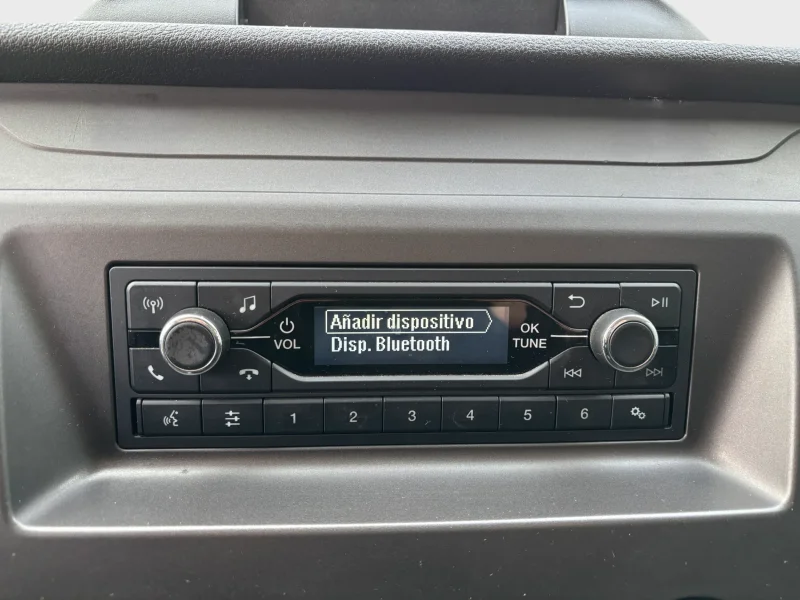 Añadir dispositivo
Disp. Bluetooth
VOL
OK
TUNE
1 2 3 4 5 6